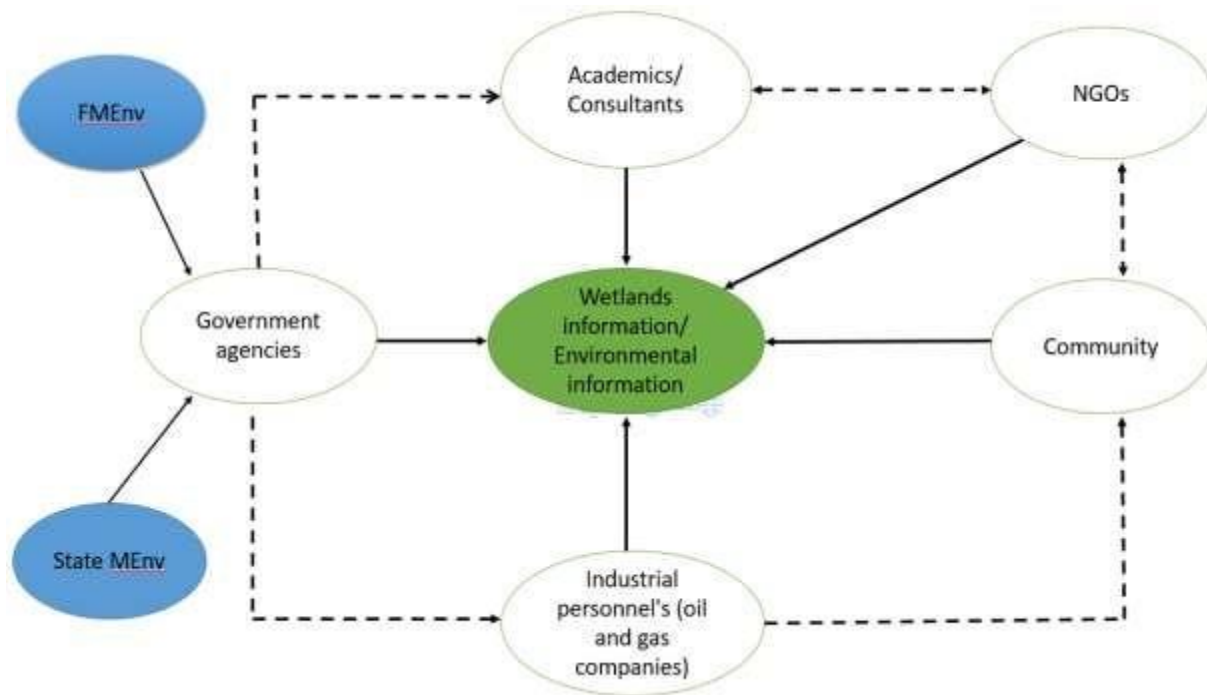 Academics/
Consultants
NGOs
FMEnv
Government
agencies
Wetlands
information/
Environmental
information
Community
State MEnv
Industrial
personnel's (oil
and gas
companies)